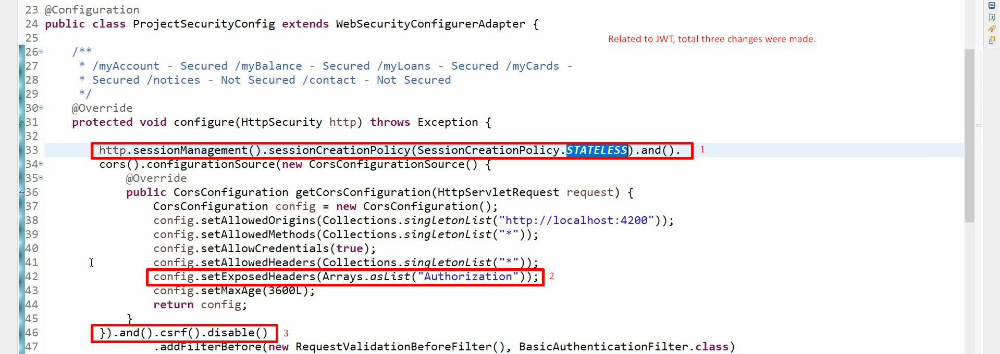 23 @Configuration
24 public class ProjectSecurityConfig extends WebSecurityConfigurerAdapter {
25
Related to JWT, total three changes were made.
26 /**
27 * /myAccount - Secured /myBalance - Secured /myLoans - Secured /myCards -
28 * Secured /notices - Not Secured /contact - Not Secured
29 */
30 @Override
31 protected void configure(HttpSecurity http) throws Exception {
32
33 http.sessionManagement().sessionCreationPolicy(SessionCreationPolicy.STATELESS).and(). 1
34 cors().configurationSource(new CorsConfigurationSource() {
35 @Override
36 public CorsConfiguration getCorsConfiguration(HttpServletRequest request) {
37 CorsConfiguration config = new CorsConfiguration();
38 config.setAllowedOrigins(Collections.singletonList("http://localhost:4200"));
39 config.setAllowedMethods(Collections.singletonList("*"));
40 config.setAllowCredentials(true);
41 config.setAllowedHeaders(Collections.singletonList("*"));
42 config.setExposedHeaders(Arrays.asList("Authorization")); 2
43 config.setMaxAge(3600L);
44 return config;
45 }
46 }).and().csrf().disable() 3
47 .addFilterBefore(new RequestValidationBeforeFilter(), BasicAuthenticationFilter.class)